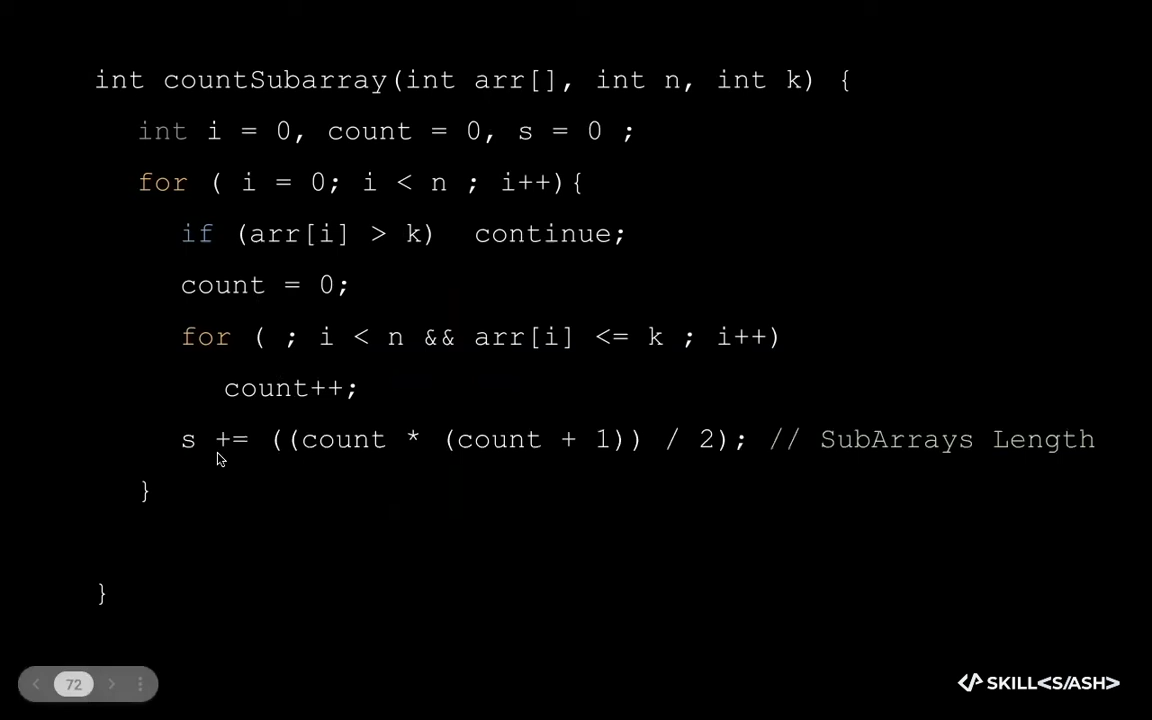 int countSubarray(int arr[], int n, int k) {
int i = 0, count = 0, s = 0 ;
for ( i = 0; i < n ; i++){
if (arr[i] > k) continue;
count = 0;
for ( ; i < n && arr[i] <= k ; i++)
count++;
s += ((count * (count + 1)) / 2); // SubArrays Length
}
}
72
</> SKILL<S/ASH>